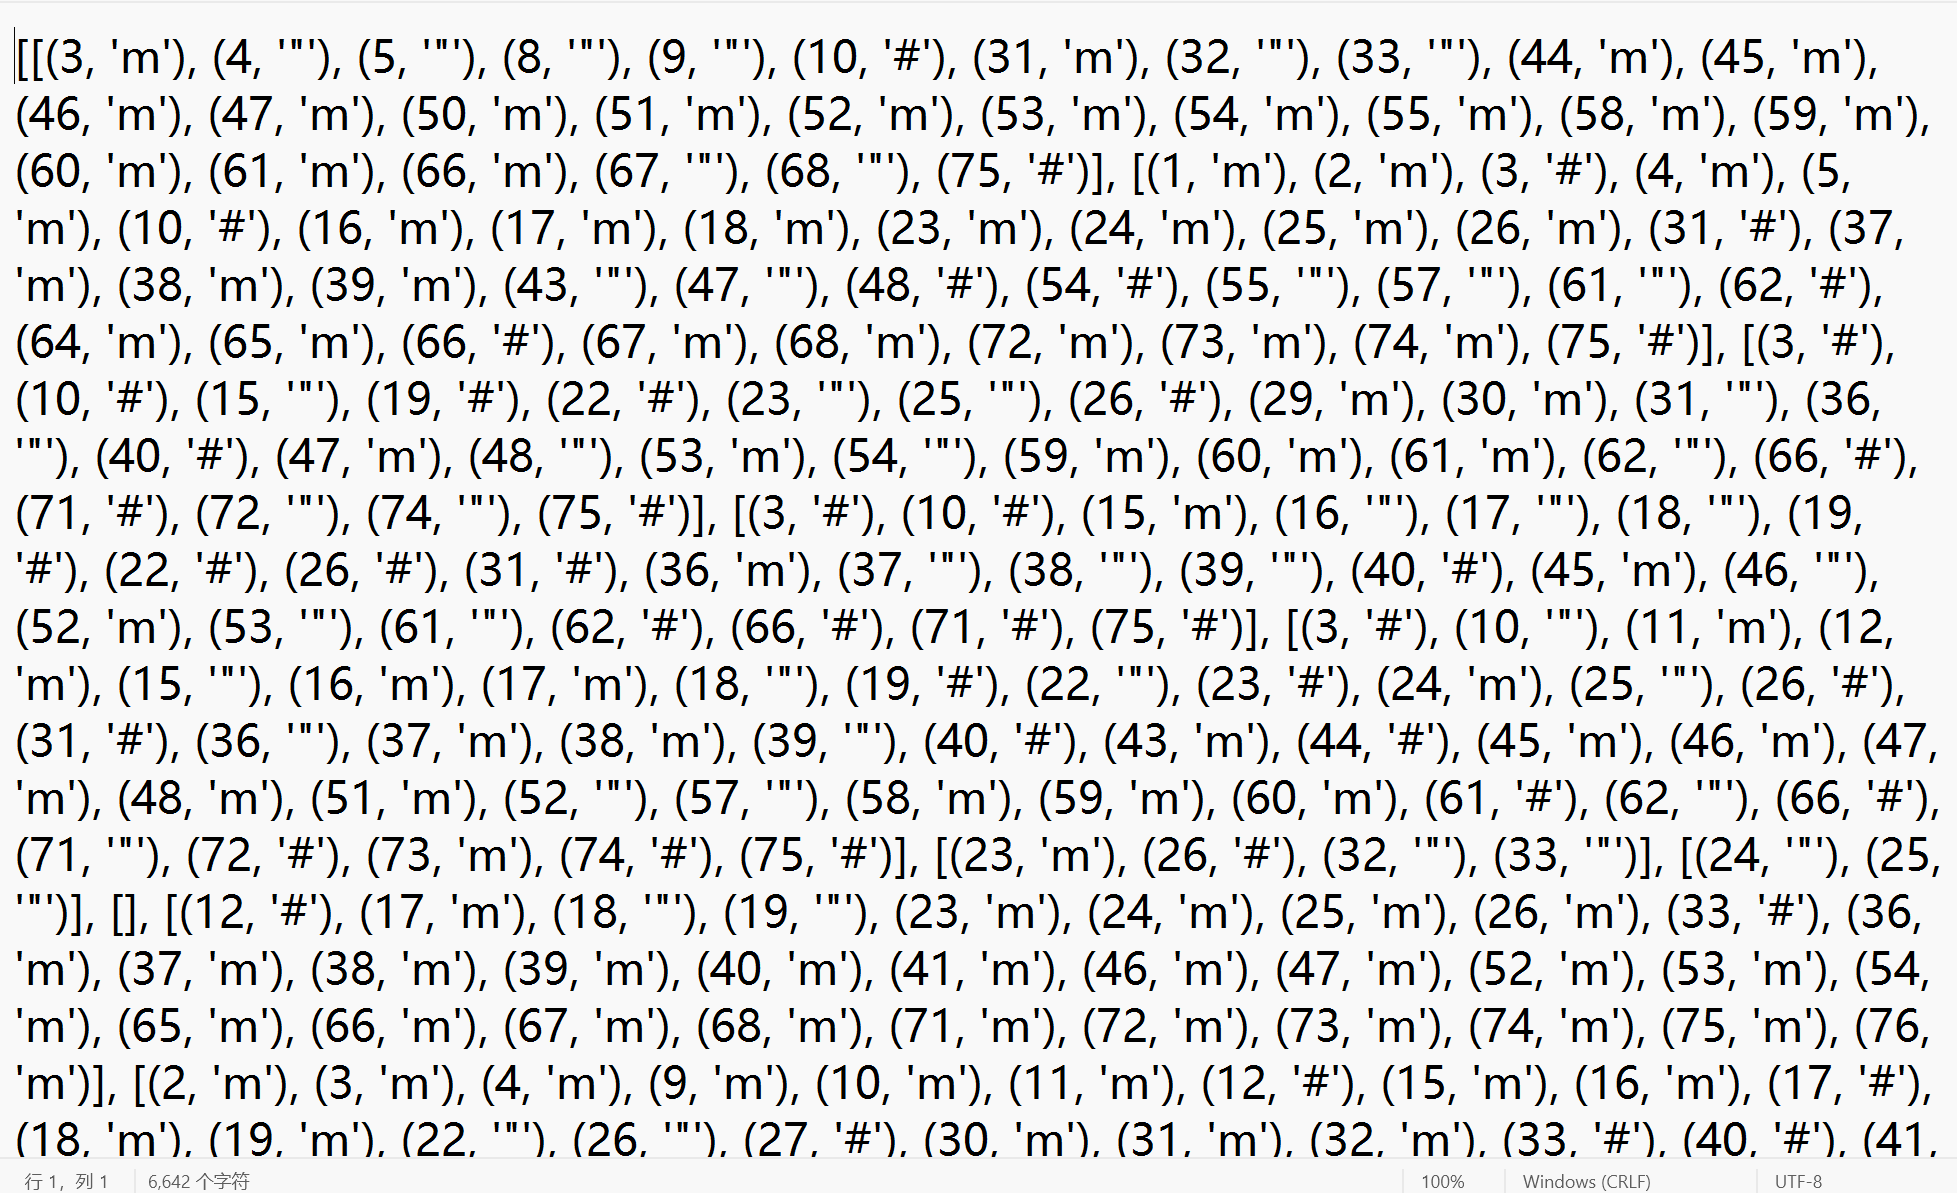 [[(3, 'm'), (4, '"'), (5, '"'), (8, '"'), (9, '"'), (10, '#'), (31, 'm'), (32, '"'), (33, '"'), (44, 'm'), (45, 'm'),
(46, 'm'), (47, 'm'), (50, 'm'), (51, 'm'), (52, 'm'), (53, 'm'), (54, 'm'), (55, 'm'), (58, 'm'), (59, 'm'),
(60, 'm'), (61, 'm'), (66, 'm'), (67, '"'), (68, '"'), (75, '#')], [(1, 'm'), (2, 'm'), (3, '#'), (4, 'm'), (5,
'm'), (10, '#'), (16, 'm'), (17, 'm'), (18, 'm'), (23, 'm'), (24, 'm'), (25, 'm'), (26, 'm'), (31, '#'), (37,
'm'), (38, 'm'), (39, 'm'), (43, '"'), (47, '"'), (48, '#'), (54, '#'), (55, '"'), (57, '"'), (61, '"'), (62, '#'),
(64, 'm'), (65, 'm'), (66, '#'), (67, 'm'), (68, 'm'), (72, 'm'), (73, 'm'), (74, 'm'), (75, '#')], [(3, '#'),
(10, '#'), (15, '"'), (19, '#'), (22, '#'), (23, '"'), (25, '"'), (26, '#'), (29, 'm'), (30, 'm'), (31, '"'), (36,
'"'), (40, '#'), (47, 'm'), (48, '"'), (53, 'm'), (54, '"'), (59, 'm'), (60, 'm'), (61, 'm'), (62, '"'), (66, '#'),
(71, '#'), (72, '"'), (74, '"'), (75, '#')], [(3, '#'), (10, '#'), (15, 'm'), (16, '"'), (17, '"'), (18, '"'), (19,
'#'), (22, '#'), (26, '#'), (31, '#'), (36, 'm'), (37, '"'), (38, '"'), (39, '"'), (40, '#'), (45, 'm'), (46, '"'),
(52, 'm'), (53, '"'), (61, '"'), (62, '#'), (66, '#'), (71, '#'), (75, '#')], [(3, '#'), (10, '"'), (11, 'm'), (12,
'm'), (15, '"'), (16, 'm'), (17, 'm'), (18, '"'), (19, '#'), (22, '"'), (23, '#'), (24, 'm'), (25, '"'), (26, '#'),
(31, '#'), (36, '"'), (37, 'm'), (38, 'm'), (39, '"'), (40, '#'), (43, 'm'), (44, '#'), (45, 'm'), (46, 'm'), (47,
'm'), (48, 'm'), (51, 'm'), (52, '"'), (57, '"'), (58, 'm'), (59, 'm'), (60, 'm'), (61, '#'), (62, '"'), (66, '#'),
(71, '"'), (72, '#'), (73, 'm'), (74, '#'), (75, '#')], [(23, 'm'), (26, '#'), (32, '"'), (33, '"')], [(24, '"'), (25,
'"')], [], [(12, '#'), (17, 'm'), (18, '"'), (19, '"'), (23, 'm'), (24, 'm'), (25, 'm'), (26, 'm'), (33, '#'), (36,
'm'), (37, 'm'), (38, 'm'), (39, 'm'), (40, 'm'), (41, 'm'), (46, 'm'), (47, 'm'), (52, 'm'), (53, 'm'), (54,
'm'), (65, 'm'), (66, 'm'), (67, 'm'), (68, 'm'), (71, 'm'), (72, 'm'), (73, 'm'), (74, 'm'), (75, 'm'), (76,
'm')], [(2, 'm'), (3, 'm'), (4, 'm'), (9, 'm'), (10, 'm'), (11, 'm'), (12, '#'), (15, 'm'), (16, 'm'), (17, '#'),
(18, 'm'), (19, 'm'), (22, '"'), (26, '"'), (27, '#'), (30, 'm'), (31, 'm'), (32, 'm'), (33, '#'), (40, '#'), (41,
行 1，列 1 6,642 个字符 100% Windows (CRLF) UTF-8